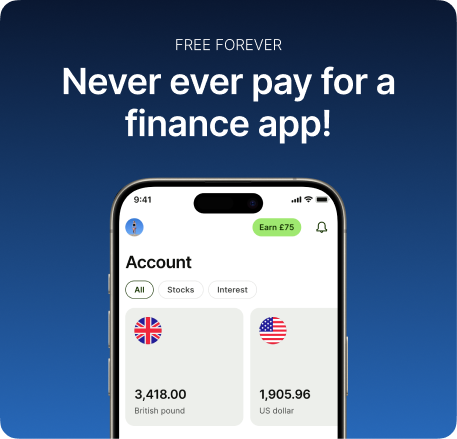 FREE FOREVER
Never ever pay for a
finance app!
9:41
Earn £75
Account
All Stocks Interest
3,418.00 1,905.96
British pound US dollar